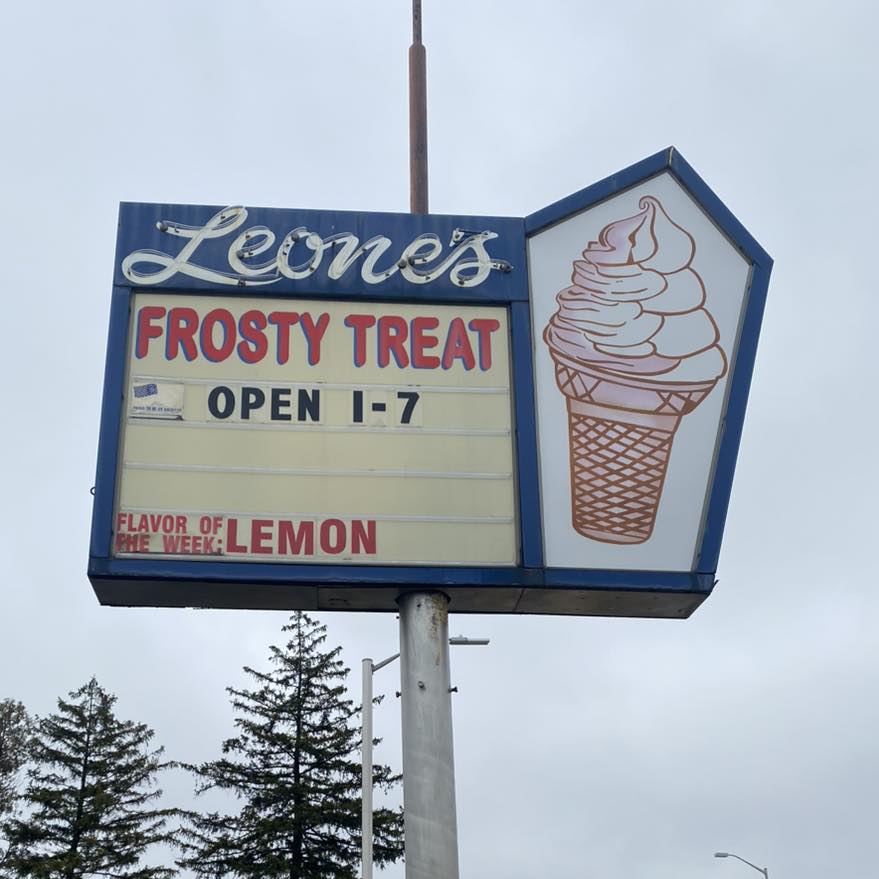 Leone's
FROSTY TREAT
OPEN 1-7
FLAVOR OF
THE WEEK: LEMON